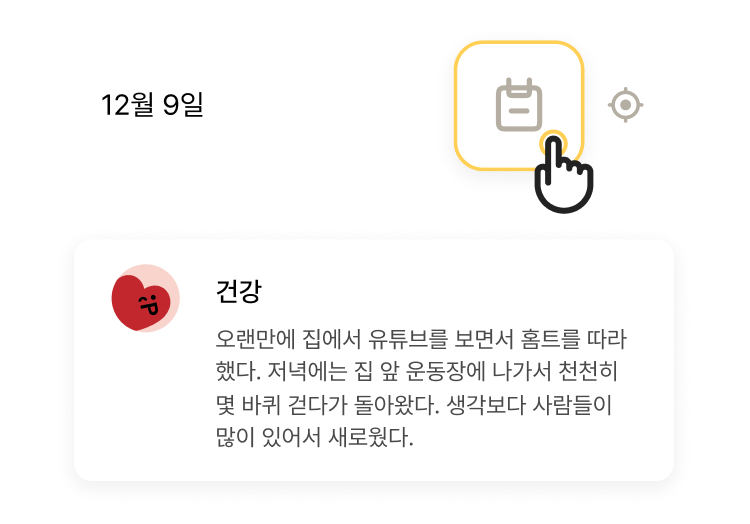 12월 9일
건강
오랜만에 집에서 유튜브를 보면서 홈트를 따라
했다. 저녁에는 집 앞 운동장에 나가서 천천히
몇 바퀴 걷다가 돌아왔다. 생각보다 사람들이
많이 있어서 새로웠다.